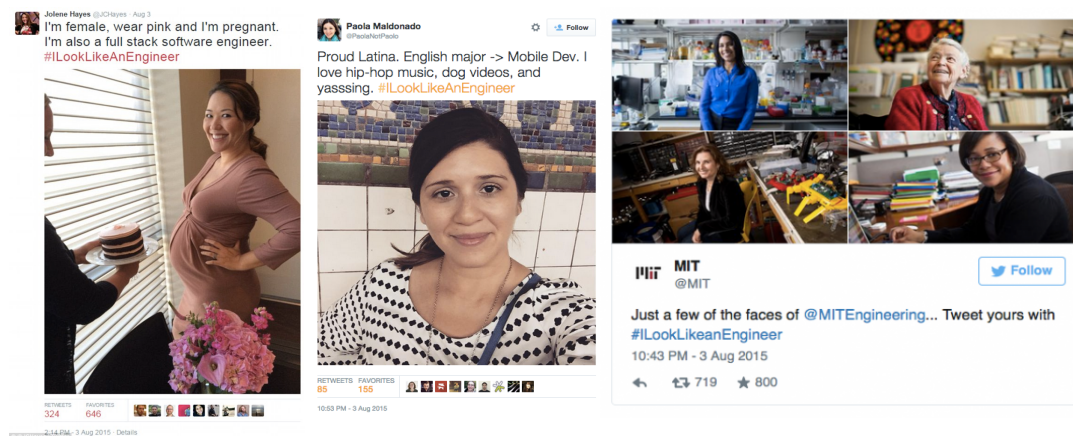 Jolene Hayes @JCHayes · Aug 3
I'm female, wear pink and I'm pregnant.
I'm also a full stack software engineer.
#ILookLikeAnEngineer
RETWEETS FAVORITES
324 646
2:14 PM - 3 Aug 2015 · Details
Paola Maldonado
@PaolaNotPaolo
Follow
Proud Latina. English major -> Mobile Dev. I
love hip-hop music, dog videos, and
yasssing. #ILookLikeAnEngineer
RETWEETS FAVORITES
85 155
10:53 PM - 3 Aug 2015
MIT
@MIT
Follow
Just a few of the faces of @MITEngineering... Tweet yours with
#ILookLikeanEngineer
10:43 PM - 3 Aug 2015
719 800